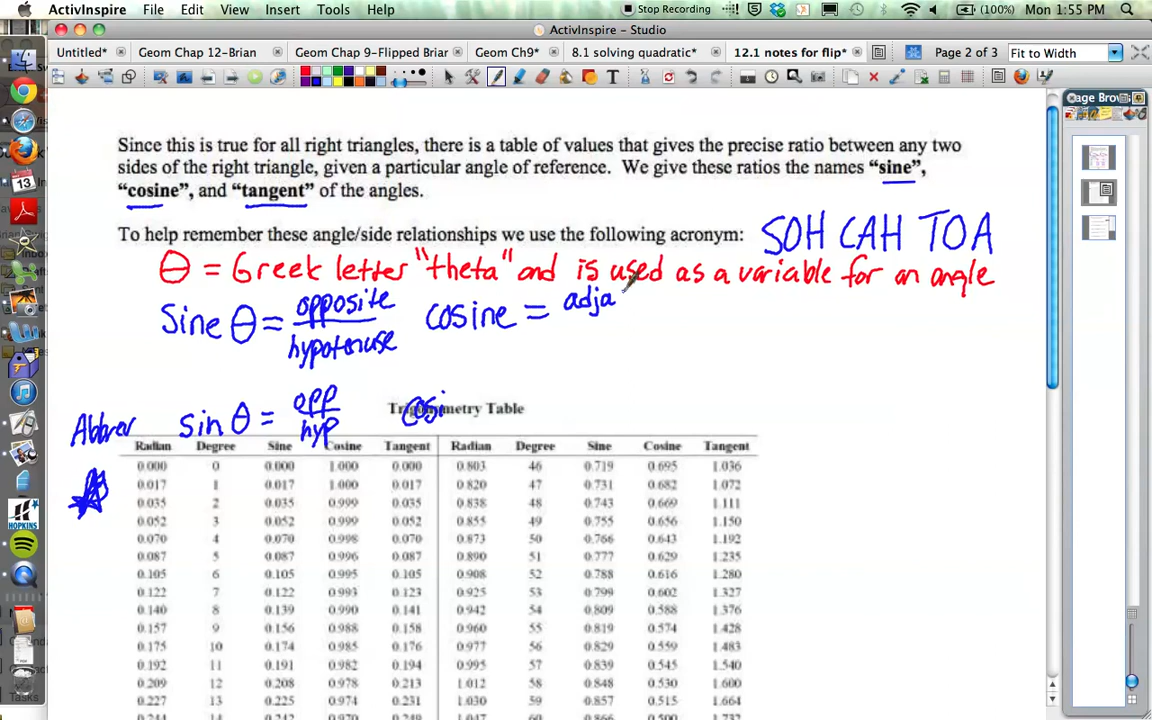 ActivInspire File Edit View Insert Tools Help Stop Recording (100%) Mon 1:55 PM
ActivInspire - Studio
Untitled* Geom Chap 12-Brian Geom Chap 9-Flipped Briar Geom Ch9* 8.1 solving quadratic* 12.1 notes for flip* Page 2 of 3 Fit to Width
Since this is true for all right triangles, there is a table of values that gives the precise ratio between any two
sides of the right triangle, given a particular angle of reference. We give these ratios the names “sine”,
“cosine”, and “tangent” of the angles.
To help remember these angle/side relationships we use the following acronym: SOH CAH TOA
θ = Greek letter "theta" and is used as a variable for an angle
Sine θ = opposite / hypotenuse cosine = adja
Abbrev sin θ = opp / hyp cosi
Trigonometry Table
Radian Degree Sine Cosine Tangent Radian Degree Sine Cosine Tangent
0.000 0 0.000 1.000 0.000 0.803 46 0.719 0.695 1.036
0.017 1 0.017 1.000 0.017 0.820 47 0.731 0.682 1.072
0.035 2 0.035 0.999 0.035 0.838 48 0.743 0.669 1.111
0.052 3 0.052 0.999 0.052 0.855 49 0.755 0.656 1.150
0.070 4 0.070 0.998 0.070 0.873 50 0.766 0.643 1.192
0.087 5 0.087 0.996 0.087 0.890 51 0.777 0.629 1.235
0.105 6 0.105 0.995 0.105 0.908 52 0.788 0.616 1.280
0.122 7 0.122 0.993 0.123 0.925 53 0.799 0.602 1.327
0.140 8 0.139 0.990 0.141 0.942 54 0.809 0.588 1.376
0.157 9 0.156 0.988 0.158 0.960 55 0.819 0.574 1.428
0.175 10 0.174 0.985 0.176 0.977 56 0.829 0.559 1.483
0.192 11 0.191 0.982 0.194 0.995 57 0.839 0.545 1.540
0.209 12 0.208 0.978 0.213 1.012 58 0.848 0.530 1.600
0.227 13 0.225 0.974 0.231 1.030 59 0.857 0.515 1.664
HOPKINS